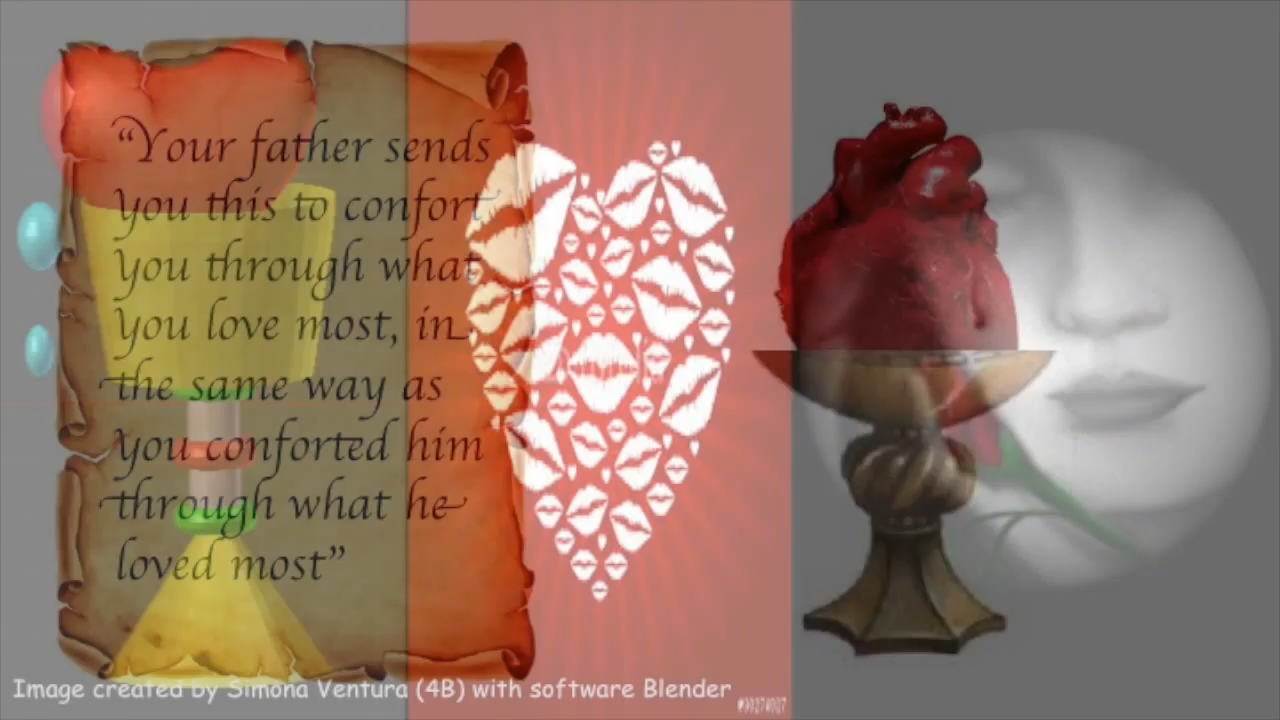 “Your father sends
you this to confort
you through what
you love most, in
the same way as
you conforted him
through what he
loved most”
Image created by Simona Ventura (4B) with software Blender